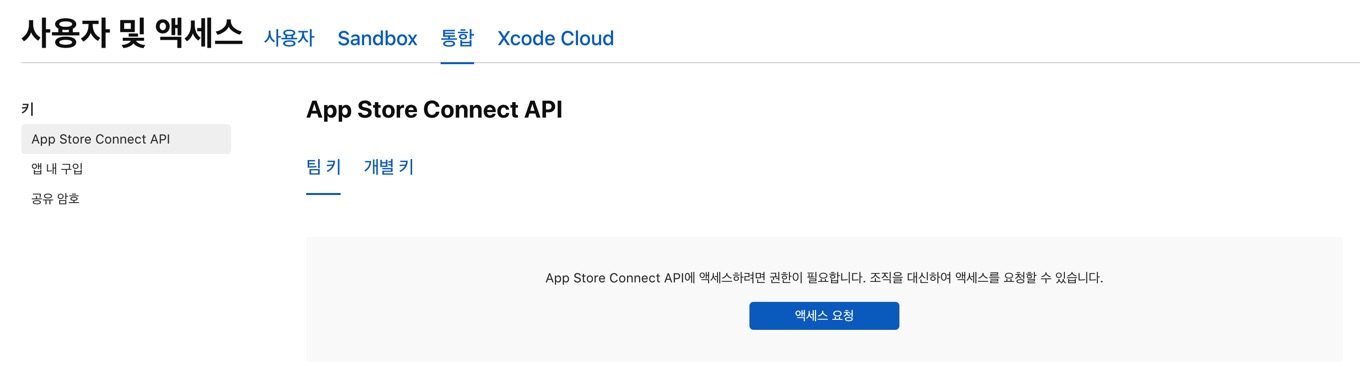 사용자 및 액세스 사용자 Sandbox 통합 Xcode Cloud
키
App Store Connect API
앱 내 구입
공유 암호
App Store Connect API
팀 키 개별 키
App Store Connect API에 액세스하려면 권한이 필요합니다. 조직을 대신하여 액세스를 요청할 수 있습니다.
액세스 요청